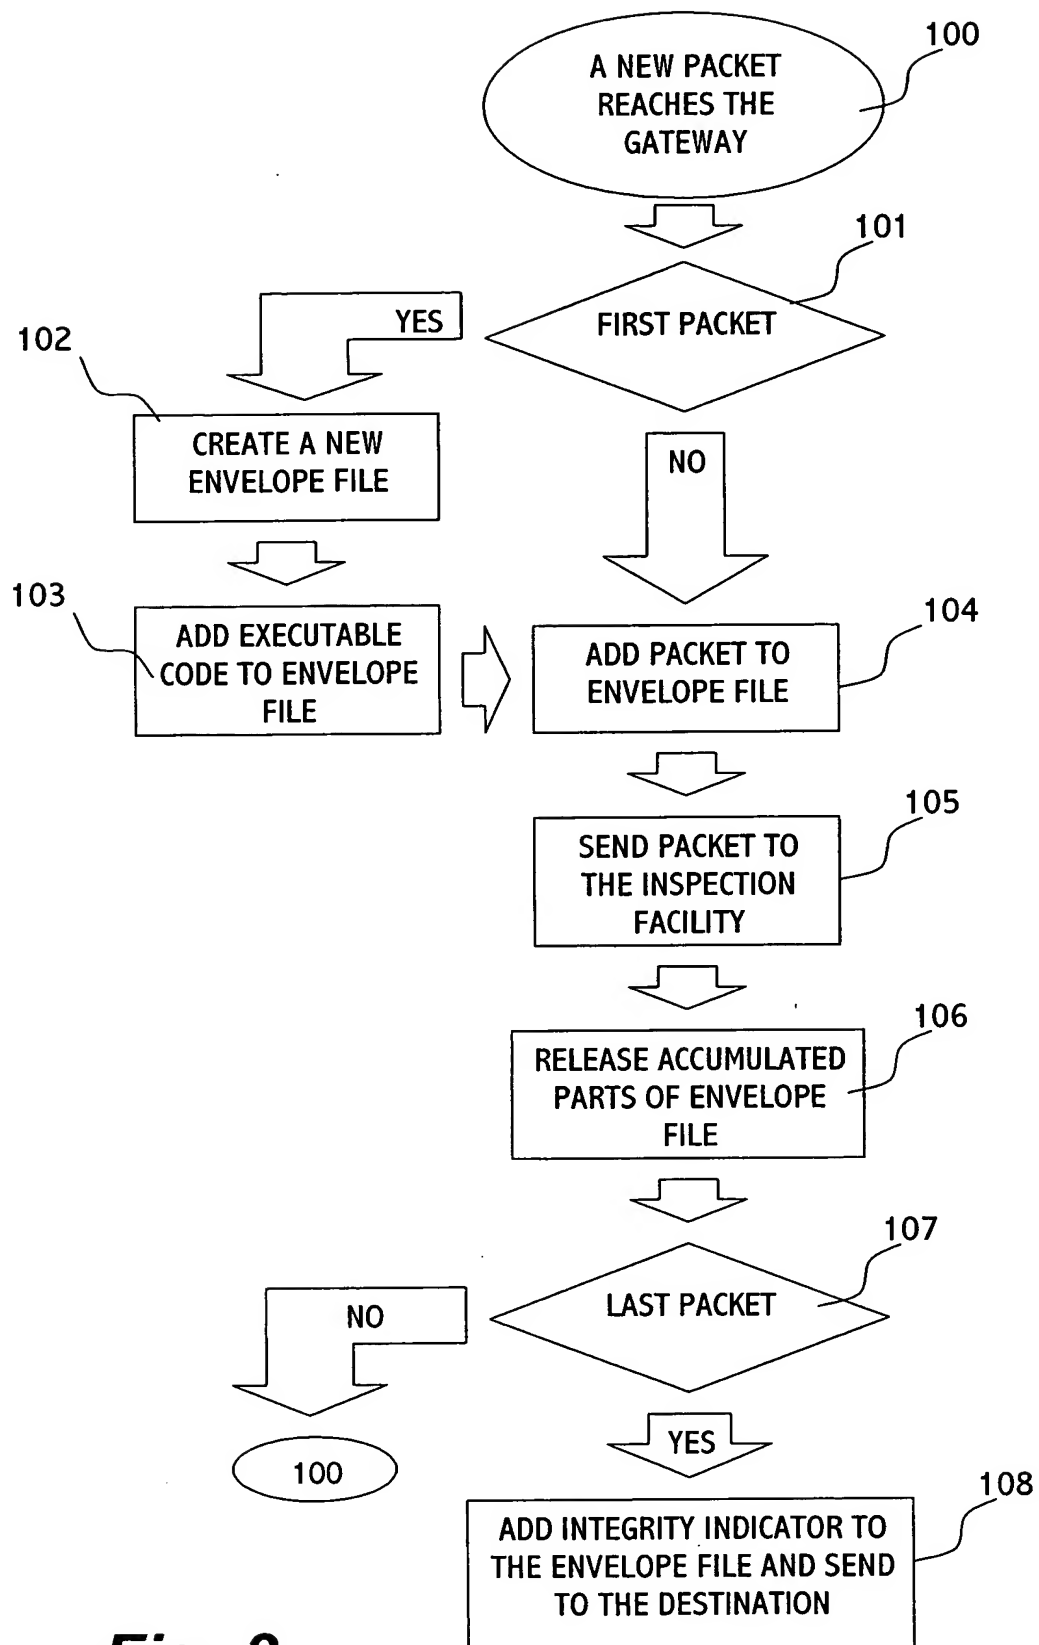 100
A NEW PACKET
REACHES THE
GATEWAY
101
FIRST PACKET
YES
102
CREATE A NEW
ENVELOPE FILE
NO
103
ADD EXECUTABLE
CODE TO ENVELOPE
FILE
104
ADD PACKET TO
ENVELOPE FILE
105
SEND PACKET TO
THE INSPECTION
FACILITY
106
RELEASE ACCUMULATED
PARTS OF ENVELOPE
FILE
107
LAST PACKET
NO
100
YES
108
ADD INTEGRITY INDICATOR TO
THE ENVELOPE FILE AND SEND
TO THE DESTINATION